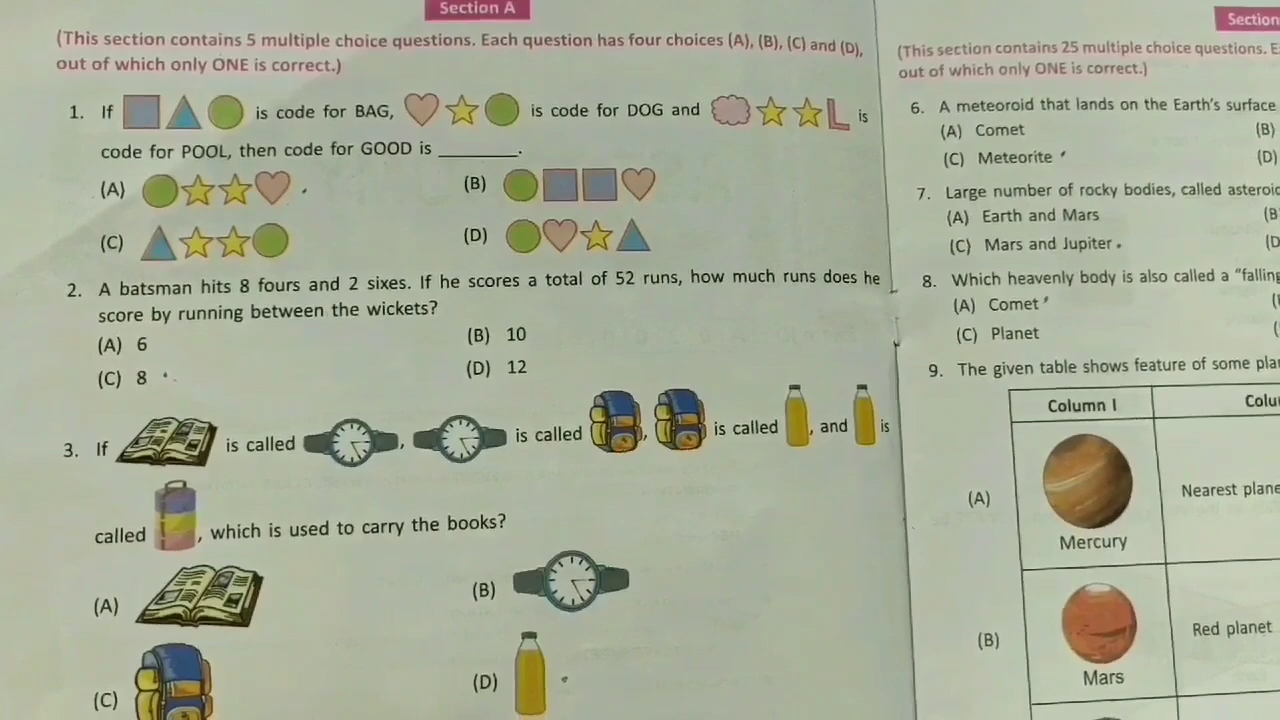 Section A
(This section contains 5 multiple choice questions. Each question has four choices (A), (B), (C) and (D),
out of which only ONE is correct.)
1. If is code for BAG, is code for DOG and L is
code for POOL, then code for GOOD is ________.
(A)
(B)
(C)
(D)
2. A batsman hits 8 fours and 2 sixes. If he scores a total of 52 runs, how much runs does he
score by running between the wickets?
(A) 6
(B) 10
(C) 8
(D) 12
3. If is called , is called , is called , and is
called , which is used to carry the books?
(A)
(B)
(C)
(D)
Section
(This section contains 25 multiple choice questions.
out of which only ONE is correct.)
6. A meteoroid that lands on the Earth's surface
(A) Comet
(B)
(C) Meteorite
(D)
7. Large number of rocky bodies, called
(A) Earth and Mars
(B
(C) Mars and Jupiter
(D
8. Which heavenly body is also called a "falling
(A) Comet
(C) Planet
9. The given table shows feature of some
Column I
(A)
Mercury
Nearest
(B)
Mars
Red planet